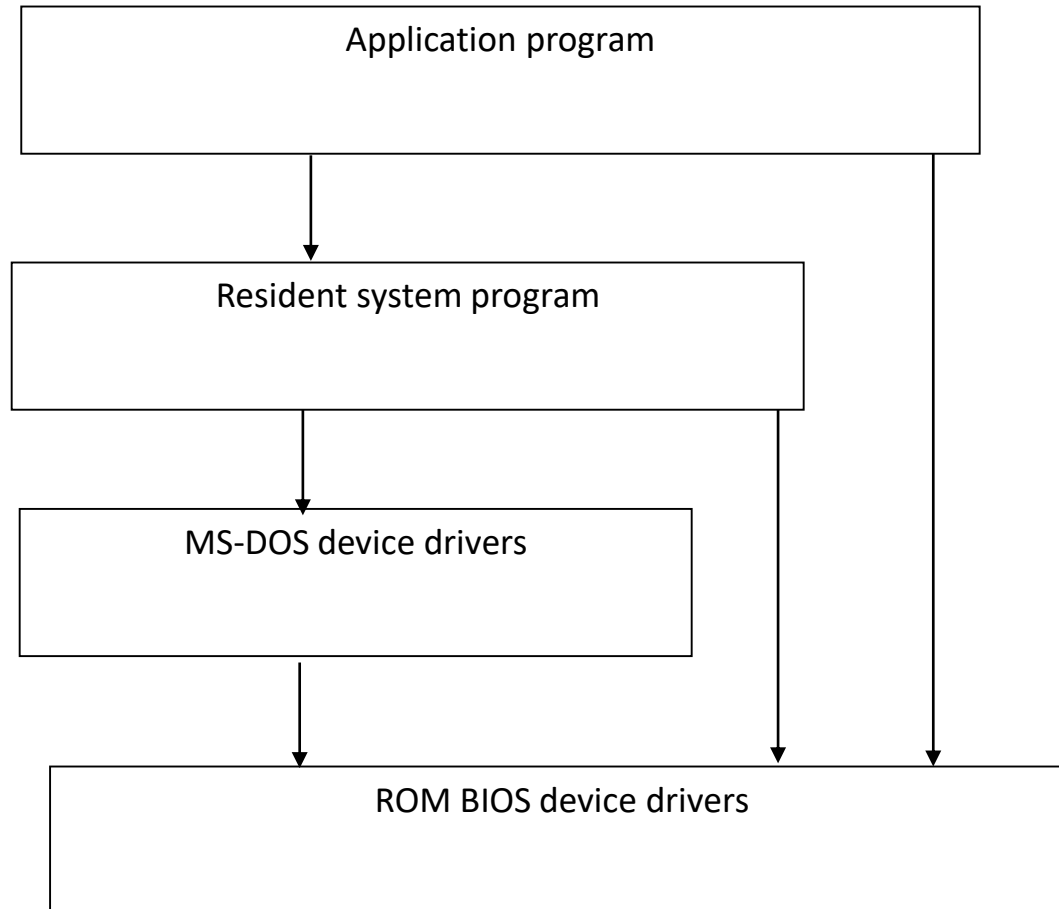 Application program
Resident system program
MS-DOS device drivers
ROM BIOS device drivers